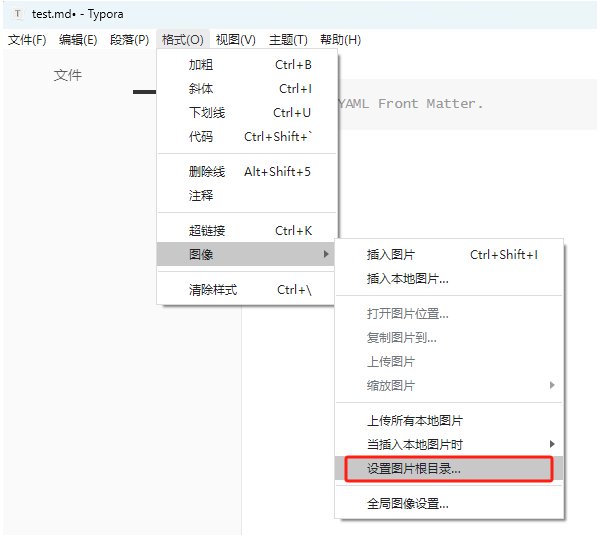 test.md• - Typora
文件(F) 编辑(E) 段落(P) 格式(O) 视图(V) 主题(T) 帮助(H)
文件
YAML Front Matter.
加粗 Ctrl+B
斜体 Ctrl+I
下划线 Ctrl+U
代码 Ctrl+Shift+`
删除线 Alt+Shift+5
注释
超链接 Ctrl+K
图像
清除样式 Ctrl+\
插入图片 Ctrl+Shift+I
插入本地图片...
打开图片位置...
复制图片到...
上传图片
缩放图片
上传所有本地图片
当插入本地图片时
设置图片根目录...
全局图像设置...